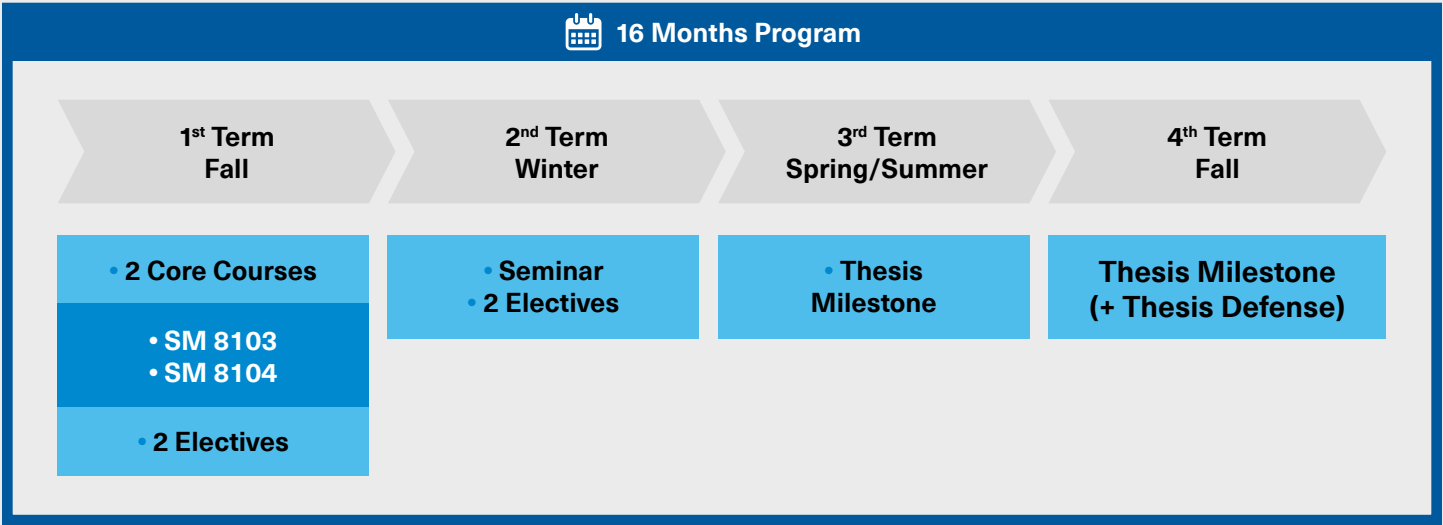 16 Months Program
1st Term
Fall
2nd Term
Winter
3rd Term
Spring/Summer
4th Term
Fall
• 2 Core Courses
• SM 8103
• SM 8104
• 2 Electives
• Seminar
• 2 Electives
• Thesis
Milestone
Thesis Milestone
(+ Thesis Defense)